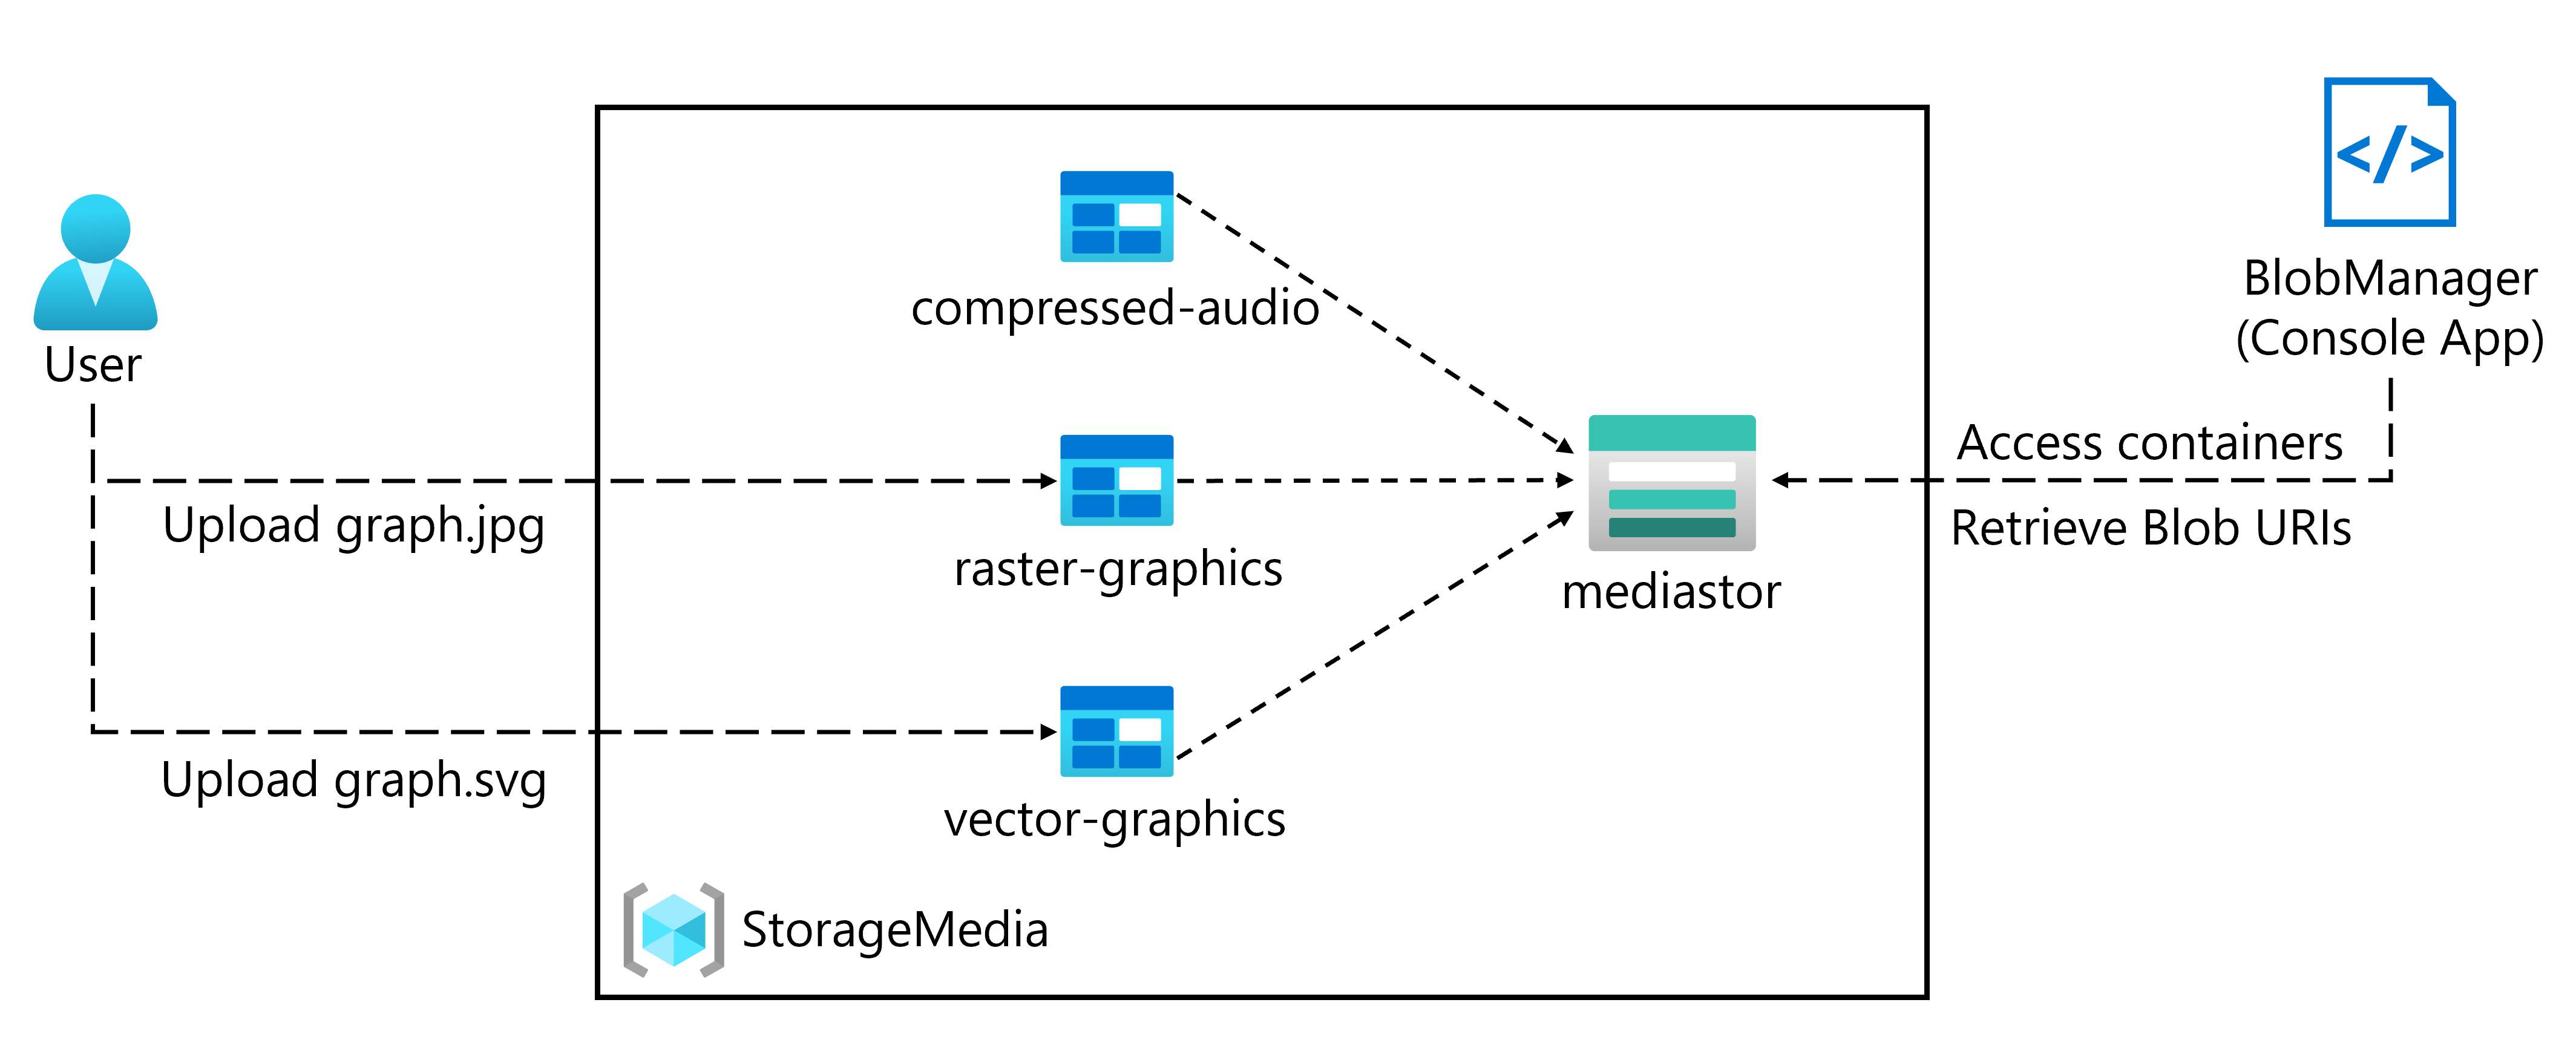 User
Upload graph.jpg
Upload graph.svg
compressed-audio
raster-graphics
vector-graphics
mediastor
StorageMedia
</>
BlobManager
(Console App)
Access containers
Retrieve Blob URIs